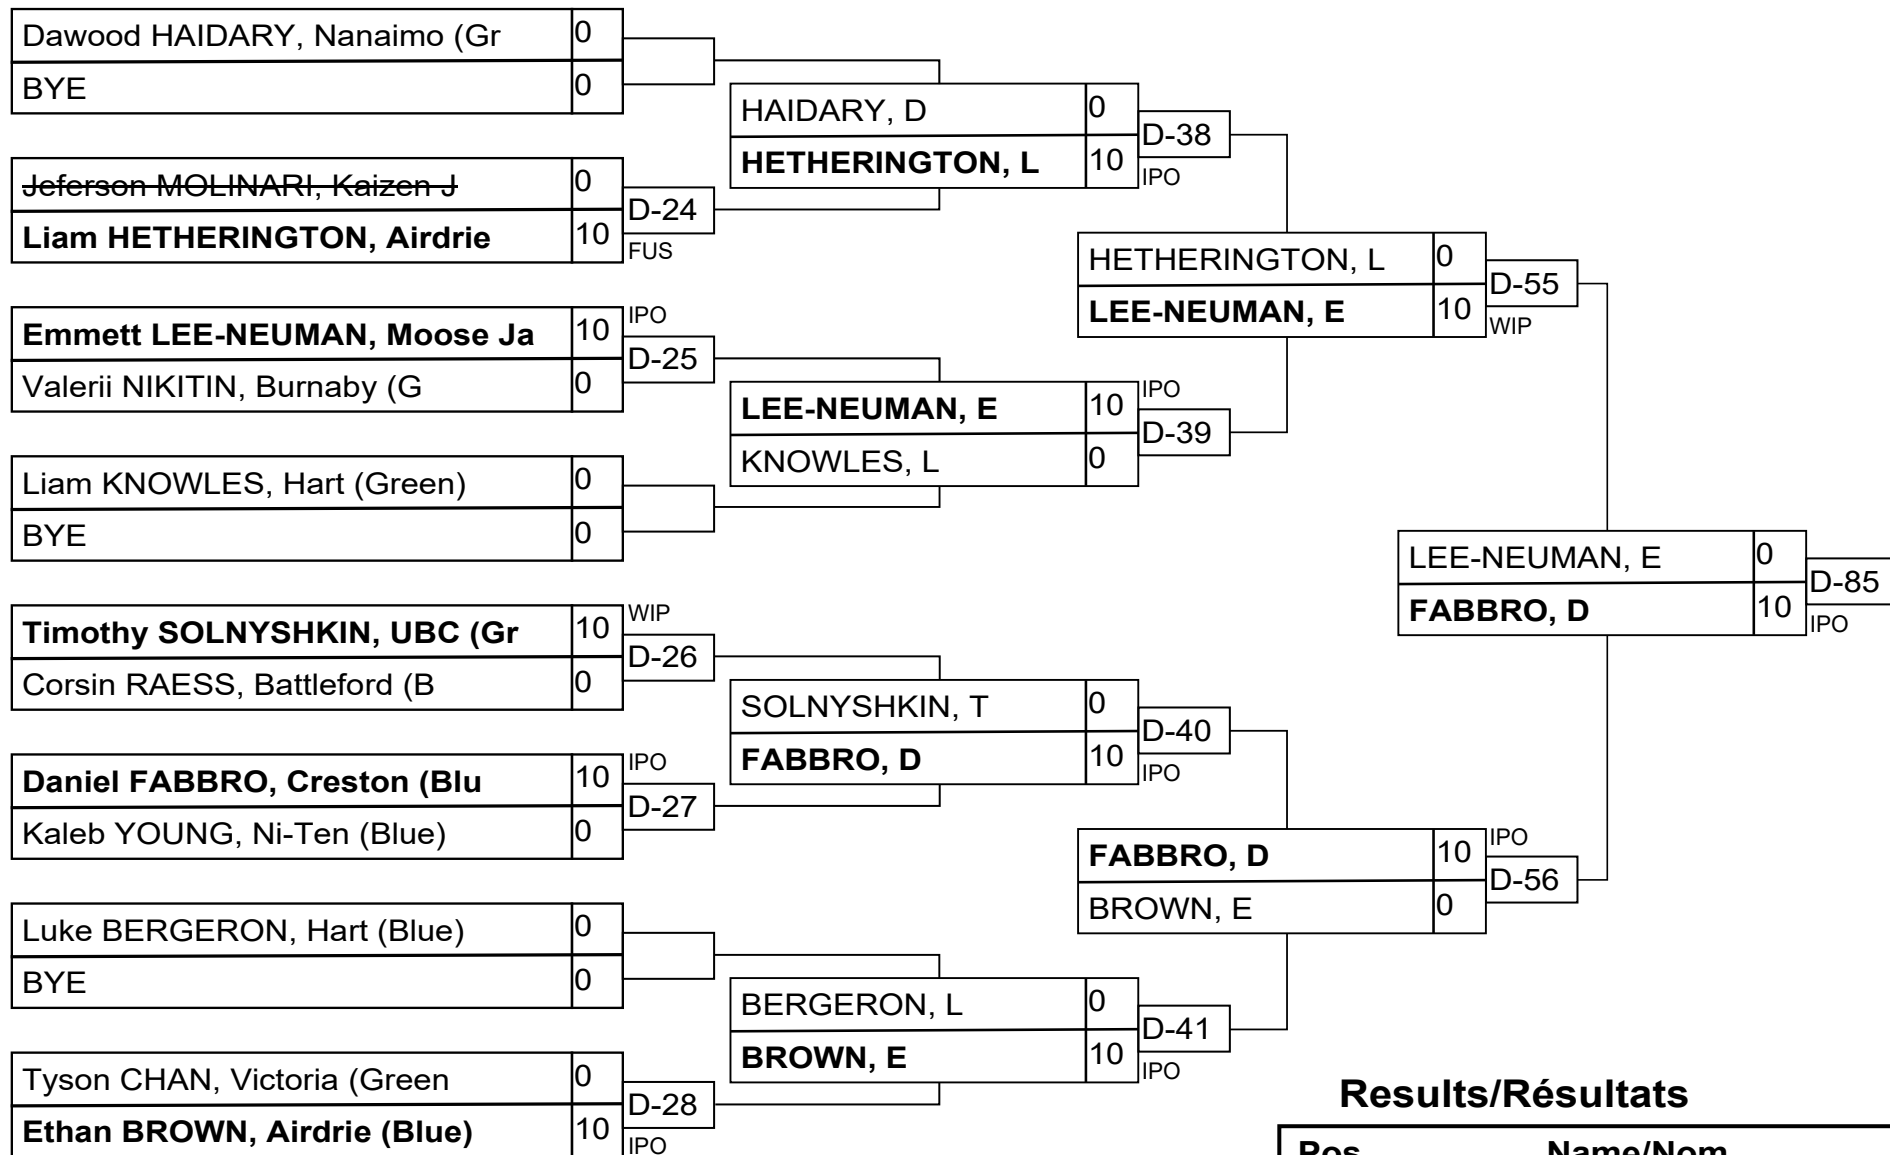 Dawood HAIDARY, Nanaimo (Gr 0
BYE 0
Jeferson MOLINARI, Kaizen J 0
Liam HETHERINGTON, Airdrie 10
D-24
FUS
Emmett LEE-NEUMAN, Moose Ja 10
IPO
D-25
Valerii NIKITIN, Burnaby (G 0
Liam KNOWLES, Hart (Green) 0
BYE 0
Timothy SOLNYSHKIN, UBC (Gr 10
WIP
D-26
Corsin RAESS, Battleford (B 0
Daniel FABBRO, Creston (Blu 10
IPO
D-27
Kaleb YOUNG, Ni-Ten (Blue) 0
Luke BERGERON, Hart (Blue) 0
BYE 0
Tyson CHAN, Victoria (Green 0
D-28
Ethan BROWN, Airdrie (Blue) 10
IPO
HAIDARY, D 0
D-38
HETHERINGTON, L 10
IPO
LEE-NEUMAN, E 10
IPO
D-39
KNOWLES, L 0
SOLNYSHKIN, T 0
D-40
FABBRO, D 10
IPO
BERGERON, L 0
D-41
BROWN, E 10
IPO
HETHERINGTON, L 0
D-55
LEE-NEUMAN, E 10
WIP
FABBRO, D 10
IPO
D-56
BROWN, E 0
LEE-NEUMAN, E 0
D-85
FABBRO, D 10
IPO
Results/Résultats
Pos Name/Nom